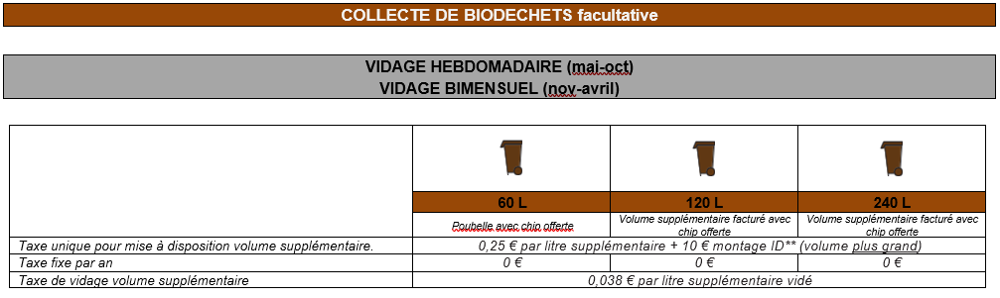 COLLECTE DE BIODECHETS facultative
VIDAGE HEBDOMADAIRE (mai-oct)
VIDAGE BIMENSUEL (nov-avril)
60 L
120 L
240 L
Poubelle avec chip offerte
Volume supplémentaire facturé avec chip offerte
Volume supplémentaire facturé avec chip offerte
Taxe unique pour mise à disposition volume supplémentaire.
0,25 € par litre supplémentaire + 10 € montage ID** (volume plus grand)
Taxe fixe par an
0 €
0 €
0 €
Taxe de vidage volume supplémentaire
0,038 € par litre supplémentaire vidé